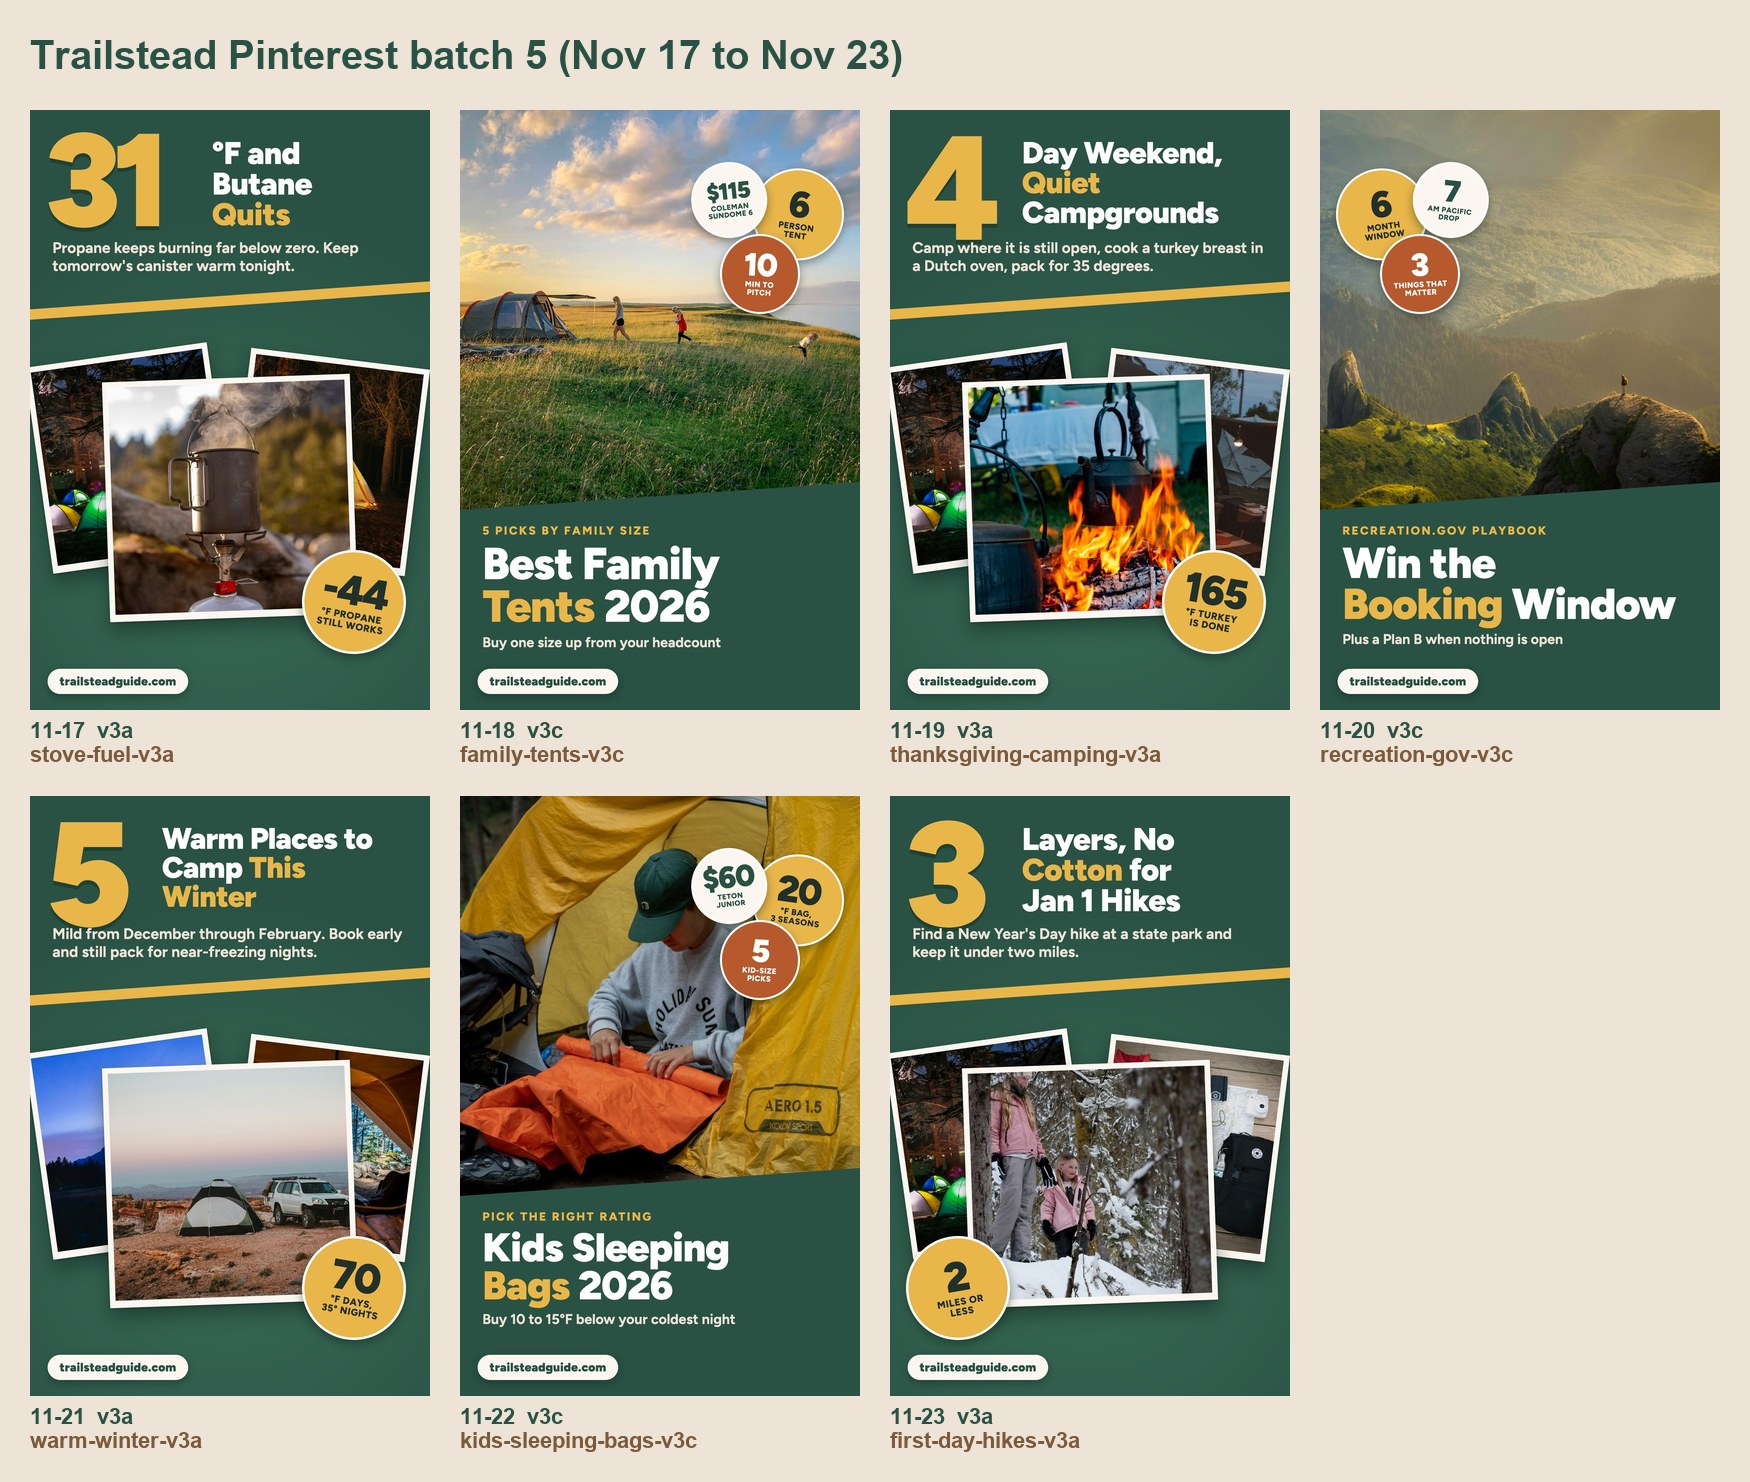 Trailstead Pinterest batch 5 (Nov 17 to Nov 23)
31
°F and
Butane
Quits
Propane keeps burning far below zero. Keep
tomorrow's canister warm tonight.
-44
°F PROPANE
STILL WORKS
trailsteadguide.com
11-17 v3a
stove-fuel-v3a
$115
COLEMAN
SUNDOME 6
6
PERSON
TENT
10
MIN TO
PITCH
5 PICKS BY FAMILY SIZE
Best Family
Tents 2026
Buy one size up from your headcount
trailsteadguide.com
11-18 v3c
family-tents-v3c
4
Day Weekend,
Quiet
Campgrounds
Camp where it is still open, cook a turkey breast in
a Dutch oven, pack for 35 degrees.
165
°F TURKEY
IS DONE
trailsteadguide.com
11-19 v3a
thanksgiving-camping-v3a
6
MONTH
WINDOW
7
AM PACIFIC
DROP
3
THINGS THAT
MATTER
RECREATION.GOV PLAYBOOK
Win the
Booking Window
Plus a Plan B when nothing is open
trailsteadguide.com
11-20 v3c
recreation-gov-v3c
5
Warm Places to
Camp This
Winter
Mild from December through February. Book early
and still pack for near-freezing nights.
70
°F DAYS,
35° NIGHTS
trailsteadguide.com
11-21 v3a
warm-winter-v3a
$60
TETON
JUNIOR
20
°F BAG,
3 SEASONS
5
KID-SIZE
PICKS
HOLIDAY SUN
AERO 1.5
KOLON SPORT
PICK THE RIGHT RATING
Kids Sleeping
Bags 2026
Buy 10 to 15°F below your coldest night
trailsteadguide.com
11-22 v3c
kids-sleeping-bags-v3c
3
Layers, No
Cotton for
Jan 1 Hikes
Find a New Year's Day hike at a state park and
keep it under two miles.
2
MILES OR
LESS
trailsteadguide.com
11-23 v3a
first-day-hikes-v3a